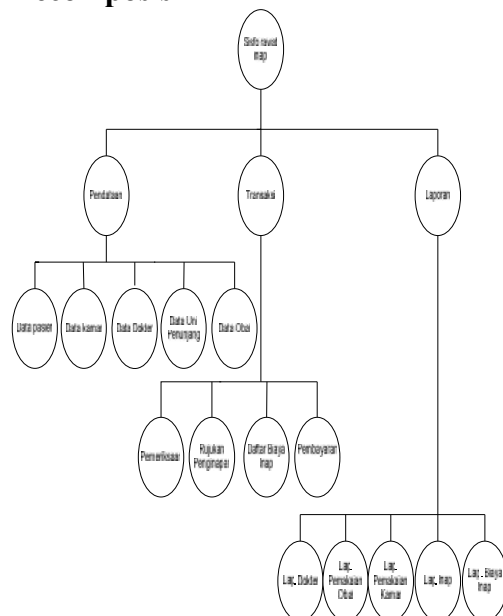 Sisfo rawat
inap
Pendataan
Transaksi
Laporan
Data pasien
Data kamar
Data Dokter
Data Uni
Penunjang
Data Obat
Pemeriksaan
Rujukan
Penginapan
Daftar Biaya
Inap
Pembayaran
Lap. Dokter
Lap.
Pemakaian
Obat
Lap.
Pemakaian
Kamar
Lap. Inap
Lap. Biaya
Inap